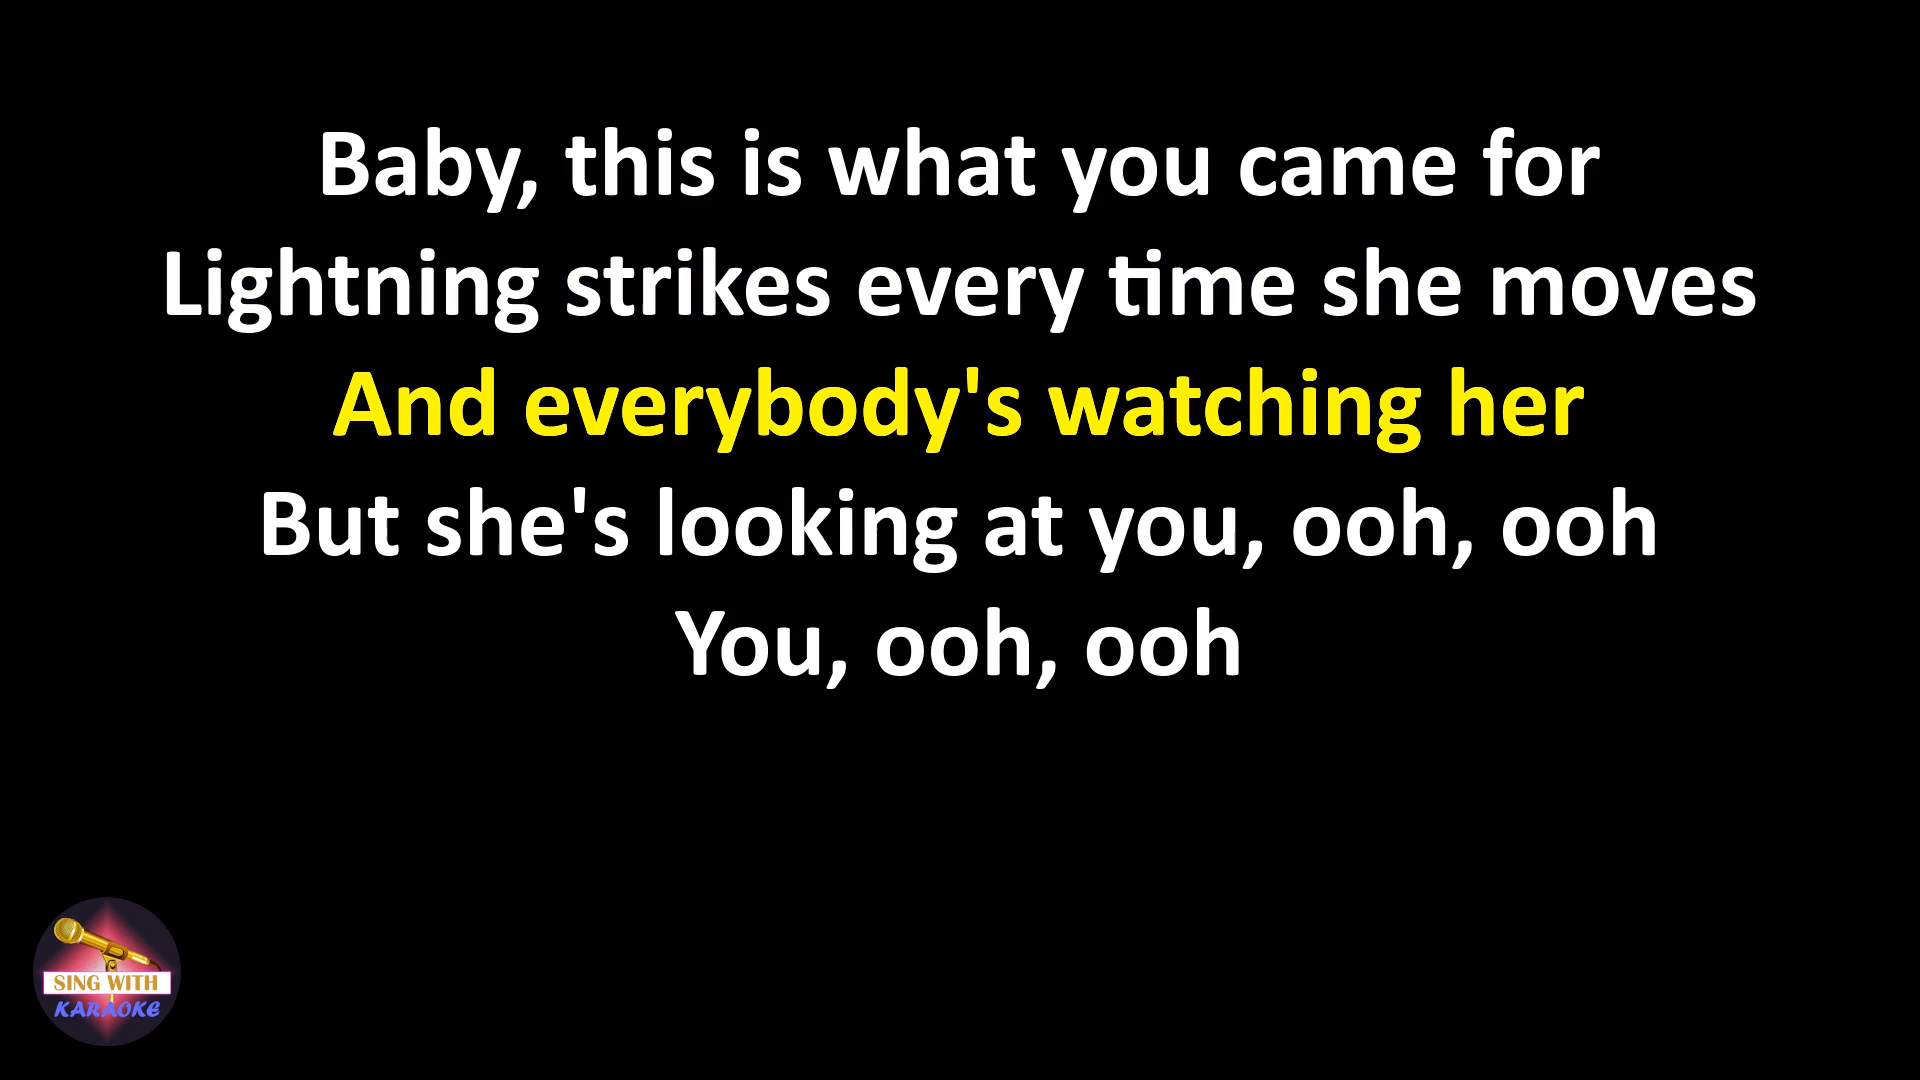 Baby, this is what you came for
Lightning strikes every time she moves
And everybody's watching her
But she's looking at you, ooh, ooh
You, ooh, ooh
SING WITH
KARAOKE